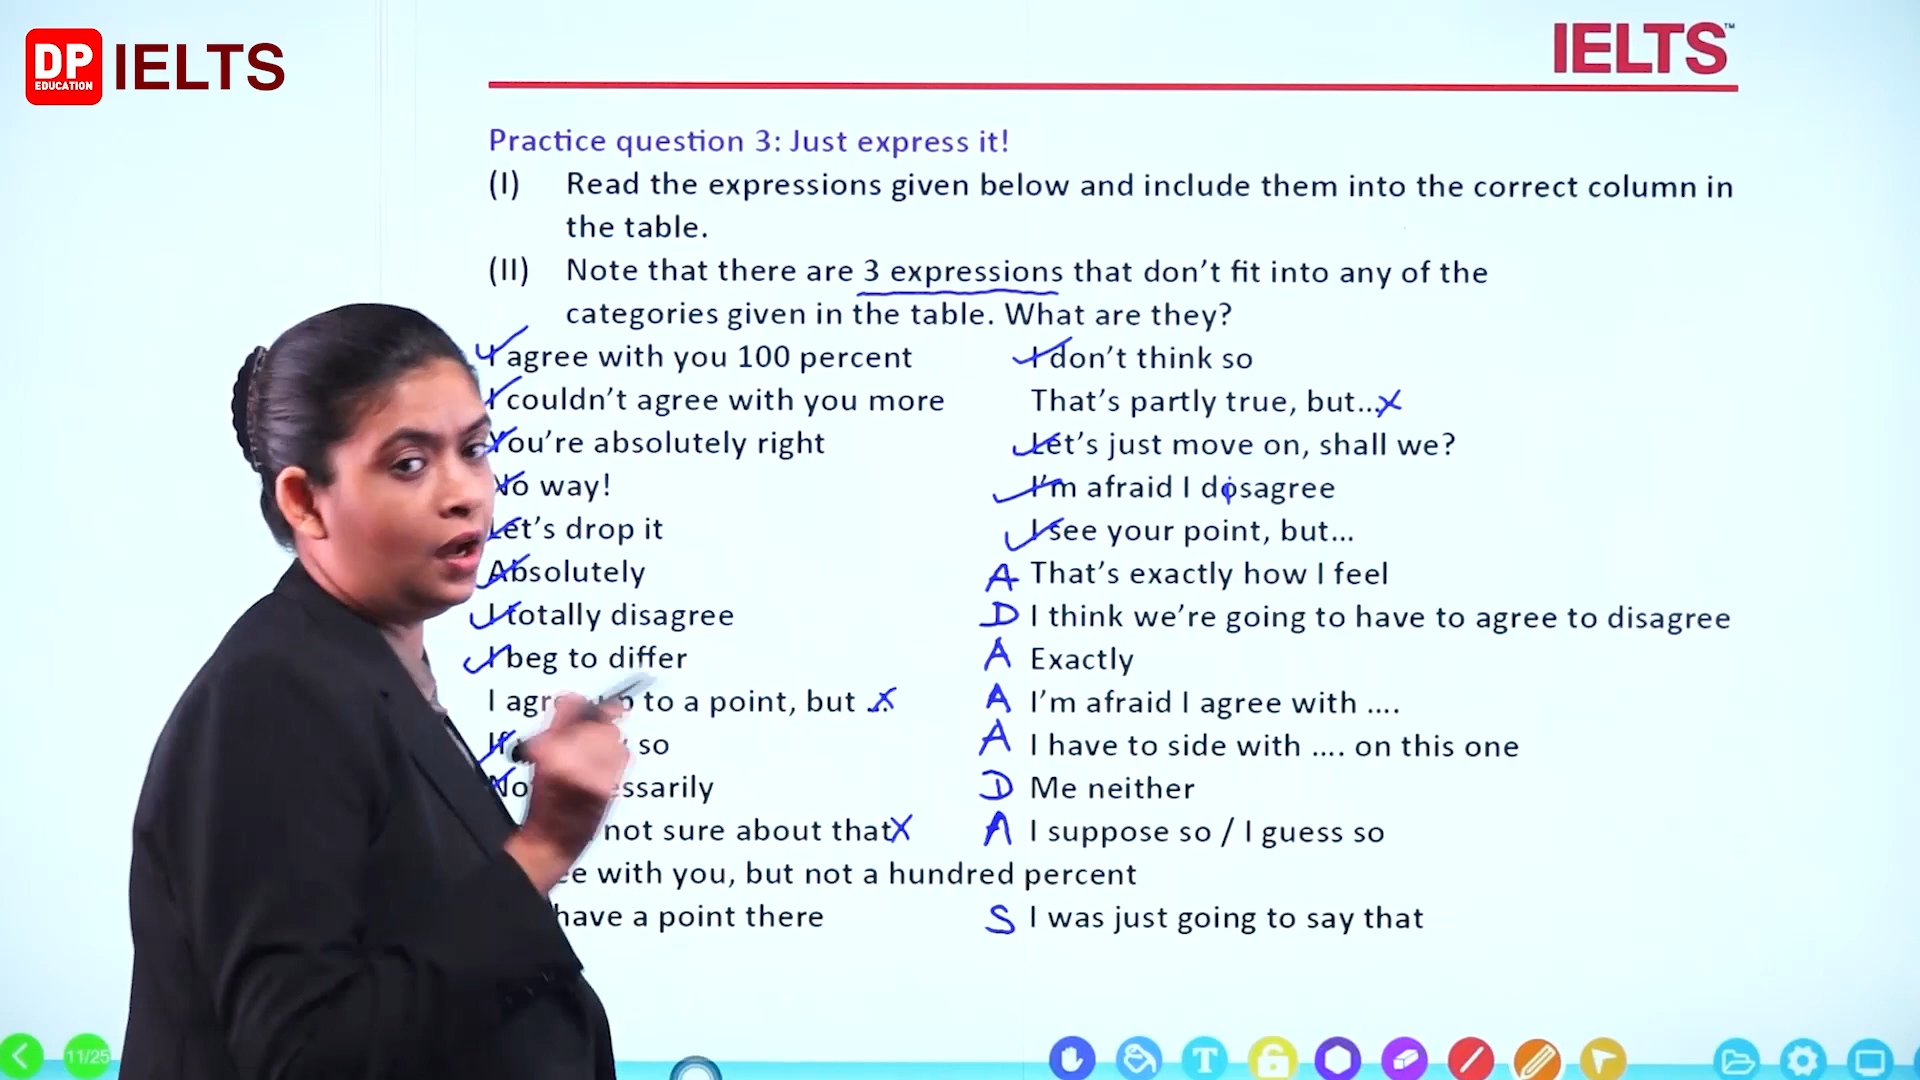 DP EDUCATION IELTS
IELTS™
Practice question 3: Just express it!
(I) Read the expressions given below and include them into the correct column in
the table.
(II) Note that there are 3 expressions that don't fit into any of the
categories given in the table. What are they?
I agree with you 100 percent
I couldn't agree with you more
You're absolutely right
No way!
Let's drop it
Absolutely
I totally disagree
I beg to differ
I to a point, but ... x
so
not sure about that X
with you, but not a hundred percent
have a point there
I don't think so
That's partly true, but... x
Let's just move on, shall we?
I'm afraid I disagree
I see your point, but...
A That's exactly how I feel
D I think we're going to have to agree to disagree
A Exactly
A I'm afraid I agree with ....
A I have to side with .... on this one
D Me neither
A I suppose so / I guess so
S I was just going to say that
11/25